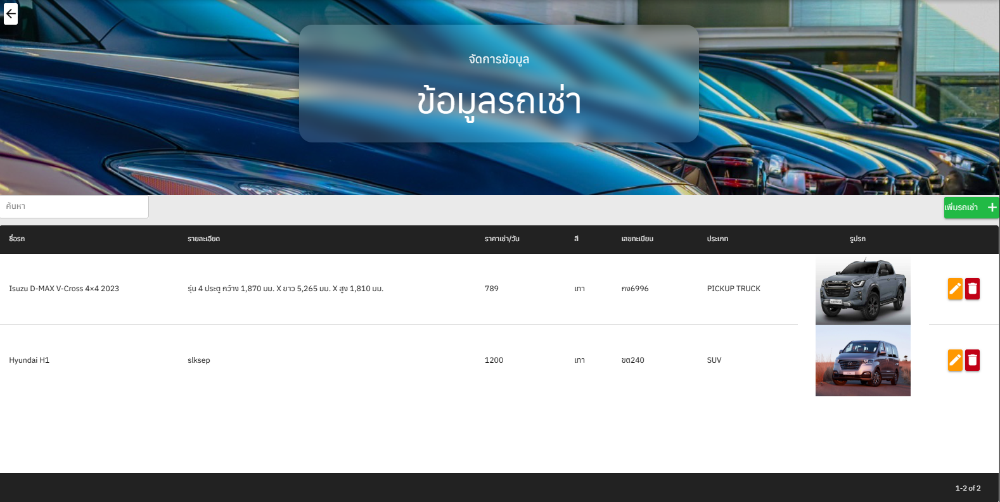 จัดการข้อมูล
ข้อมูลรถเช่า
ค้นหา
เพิ่มรถเช่า
ชื่อรถ รายละเอียด ราคาเช่า/วัน สี เลขทะเบียน ประเภท รูปรถ
Isuzu D-MAX V-Cross 4×4 2023 รุ่น 4 ประตู กว้าง 1,870 มม. X ยาว 5,265 มม. X สูง 1,810 มม. 789 เทา กง6996 PICKUP TRUCK
Hyundai H1 slksep 1200 เทา ขต240 SUV
1-2 of 2